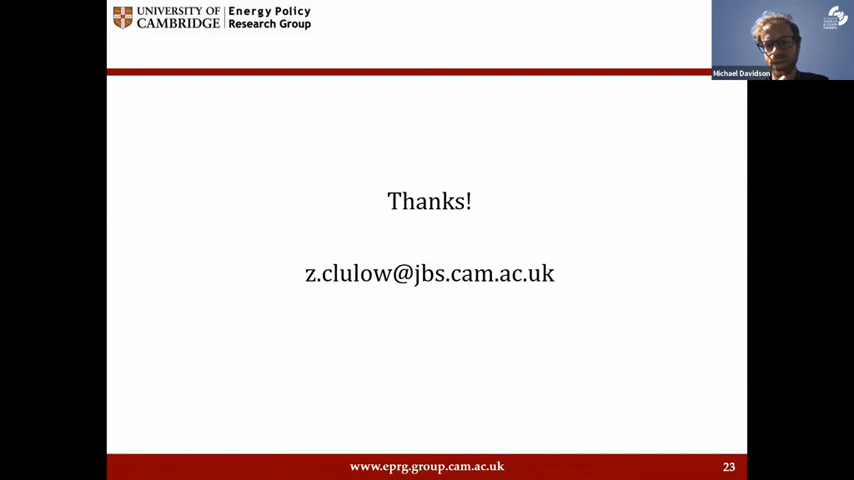 UNIVERSITY OF
CAMBRIDGE
Energy Policy
Research Group
Michael Davidson
Thanks!
z.clulow@jbs.cam.ac.uk
www.eprg.group.cam.ac.uk
23